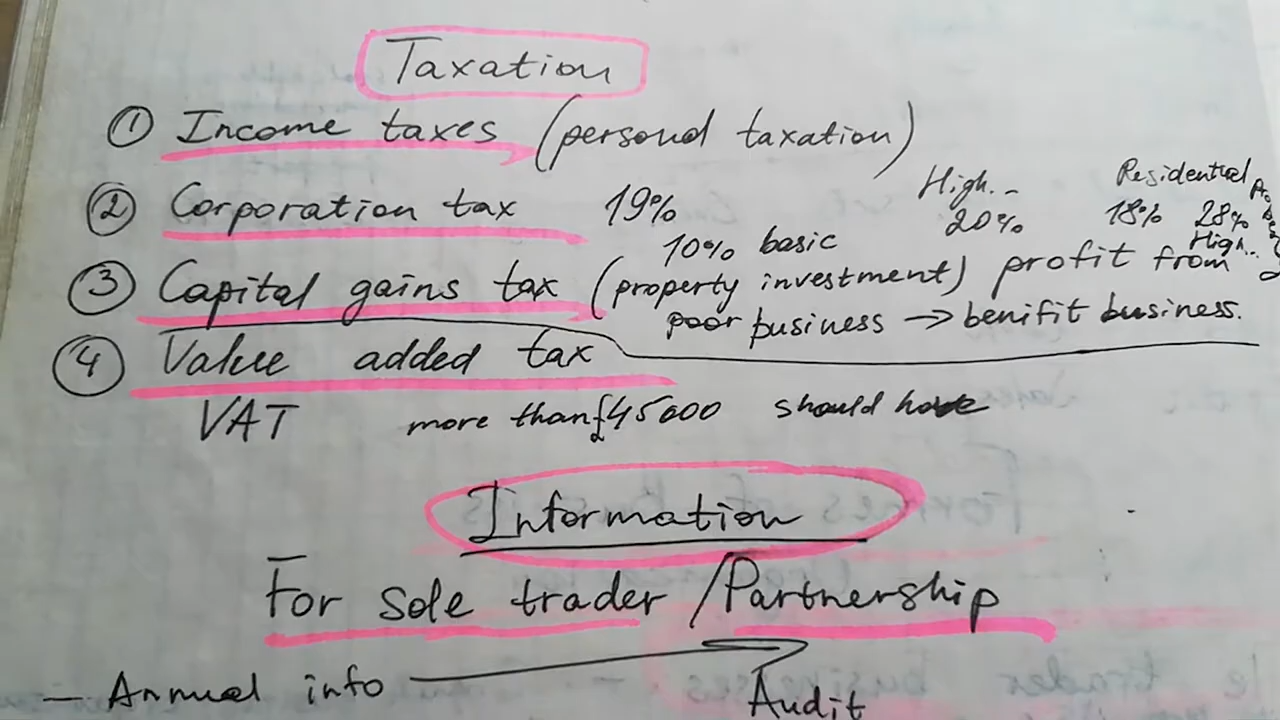 Taxation
① Income taxes (personal taxation)
② Corporation tax 19%
High.. Residential
20% 18% 28%
10% basic High..
③ Capital gains tax (property investment) profit from
poor business → benifit business.
④ Value added tax
VAT more than £45000 should have
Information
For sole trader / Partnership
- Annual info → Audit